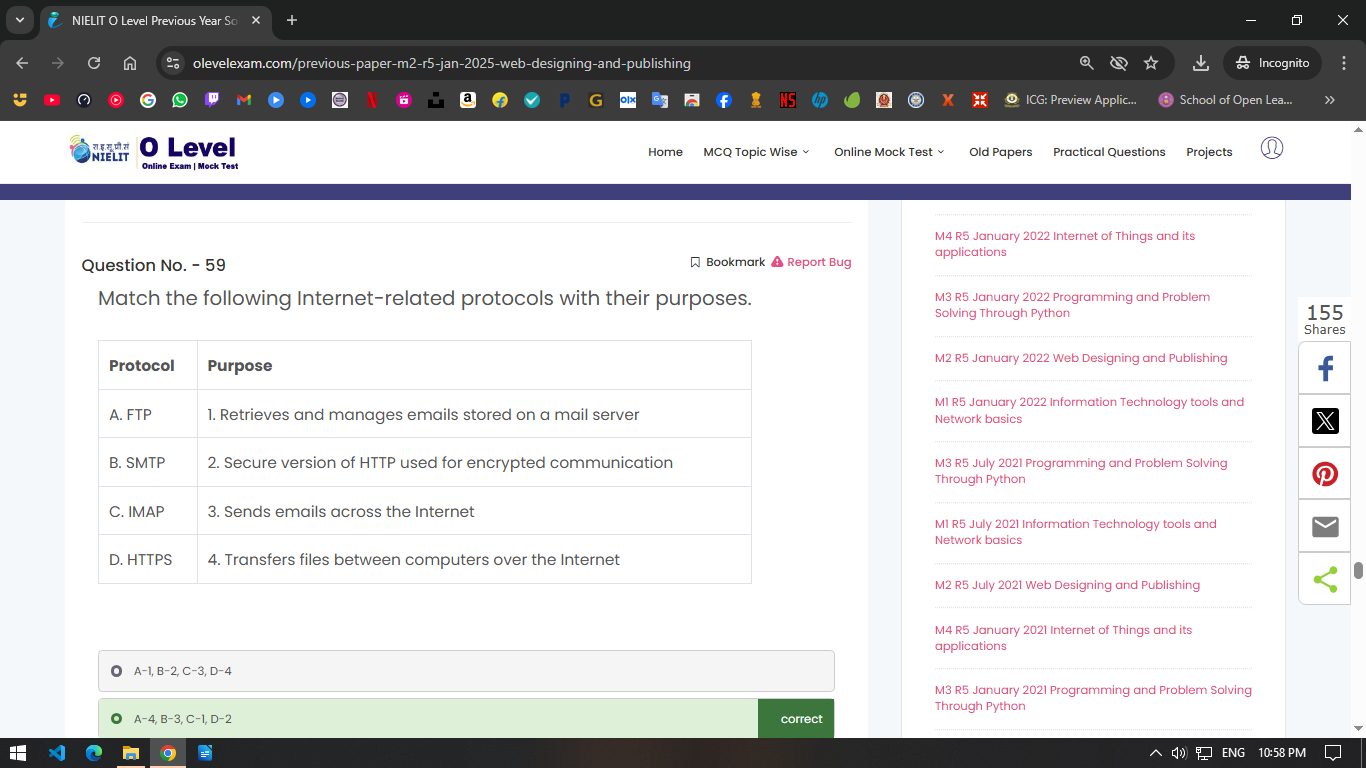 NIELIT O Level Previous Year So
olevelexam.com/previous-paper-m2-r5-jan-2025-web-designing-and-publishing
Incognito
ICG: Preview Applic...
School of Open Lea...
NIELIT
O Level
Online Exam | Mock Test
Home
MCQ Topic Wise
Online Mock Test
Old Papers
Practical Questions
Projects
Question No. - 59
Bookmark
Report Bug
Match the following Internet-related protocols with their purposes.
Protocol Purpose
A. FTP 1. Retrieves and manages emails stored on a mail server
B. SMTP 2. Secure version of HTTP used for encrypted communication
C. IMAP 3. Sends emails across the Internet
D. HTTPS 4. Transfers files between computers over the Internet
A-1, B-2, C-3, D-4
A-4, B-3, C-1, D-2
correct
M4 R5 January 2022 Internet of Things and its
applications
M3 R5 January 2022 Programming and Problem
Solving Through Python
M2 R5 January 2022 Web Designing and Publishing
M1 R5 January 2022 Information Technology tools and
Network basics
M3 R5 July 2021 Programming and Problem Solving
Through Python
M1 R5 July 2021 Information Technology tools and
Network basics
M2 R5 July 2021 Web Designing and Publishing
M4 R5 January 2021 Internet of Things and its
applications
M3 R5 January 2021 Programming and Problem Solving
Through Python
155
Shares
ENG
10:58 PM